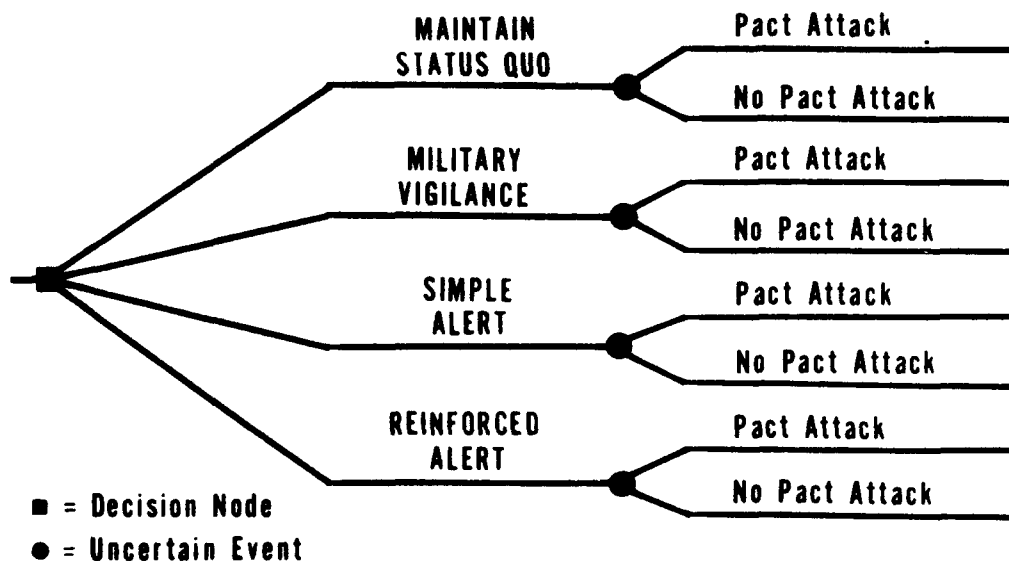 MAINTAIN
STATUS QUO
Pact Attack
No Pact Attack
MILITARY
VIGILANCE
Pact Attack
No Pact Attack
SIMPLE
ALERT
Pact Attack
No Pact Attack
REINFORCED
ALERT
Pact Attack
No Pact Attack
■ = Decision Node
● = Uncertain Event